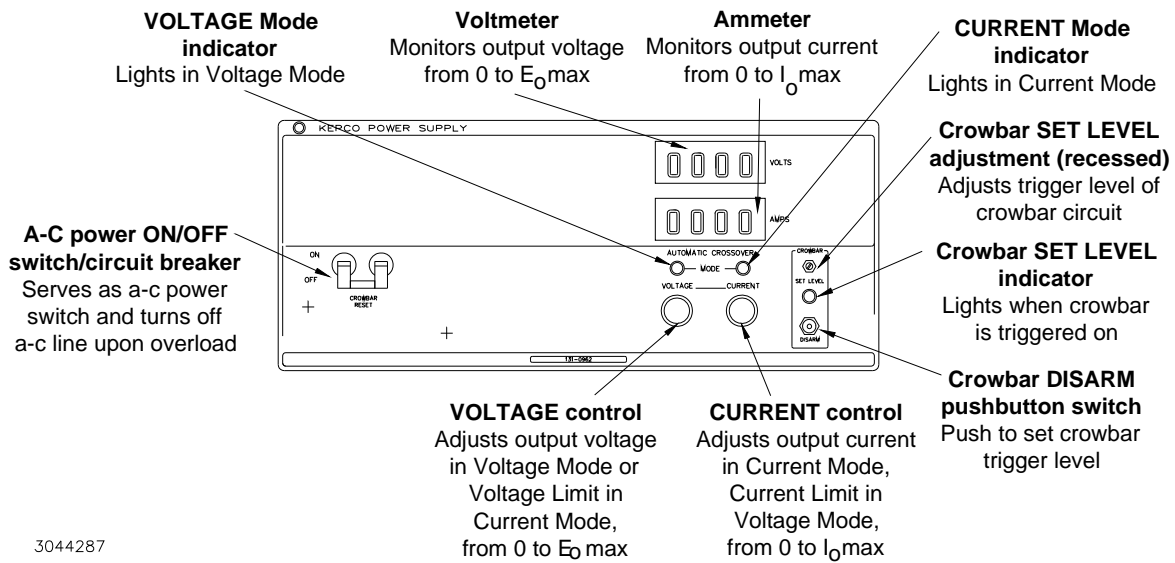 VOLTAGE Mode
indicator
Lights in Voltage Mode
Voltmeter
Monitors output voltage
from 0 to Eomax
Ammeter
Monitors output current
from 0 to Iomax
CURRENT Mode
indicator
Lights in Current Mode
Crowbar SET LEVEL
adjustment (recessed)
Adjusts trigger level of
crowbar circuit
Crowbar SET LEVEL
indicator
Lights when crowbar
is triggered on
Crowbar DISARM
pushbutton switch
Push to set crowbar
trigger level
A-C power ON/OFF
switch/circuit breaker
Serves as a-c power
switch and turns off
a-c line upon overload
KEPCO POWER SUPPLY
VOLTS
AMPS
AUTOMATIC CROSSOVER
MODE
VOLTAGE
CURRENT
ON
OFF
CROWBAR
RESET
CROWBAR
SET LEVEL
DISARM
131-0962
VOLTAGE control
Adjusts output voltage
in Voltage Mode or
Voltage Limit in
Current Mode,
from 0 to Eo max
CURRENT control
Adjusts output current
in Current Mode,
Current Limit in
Voltage Mode,
from 0 to Iomax
3044287